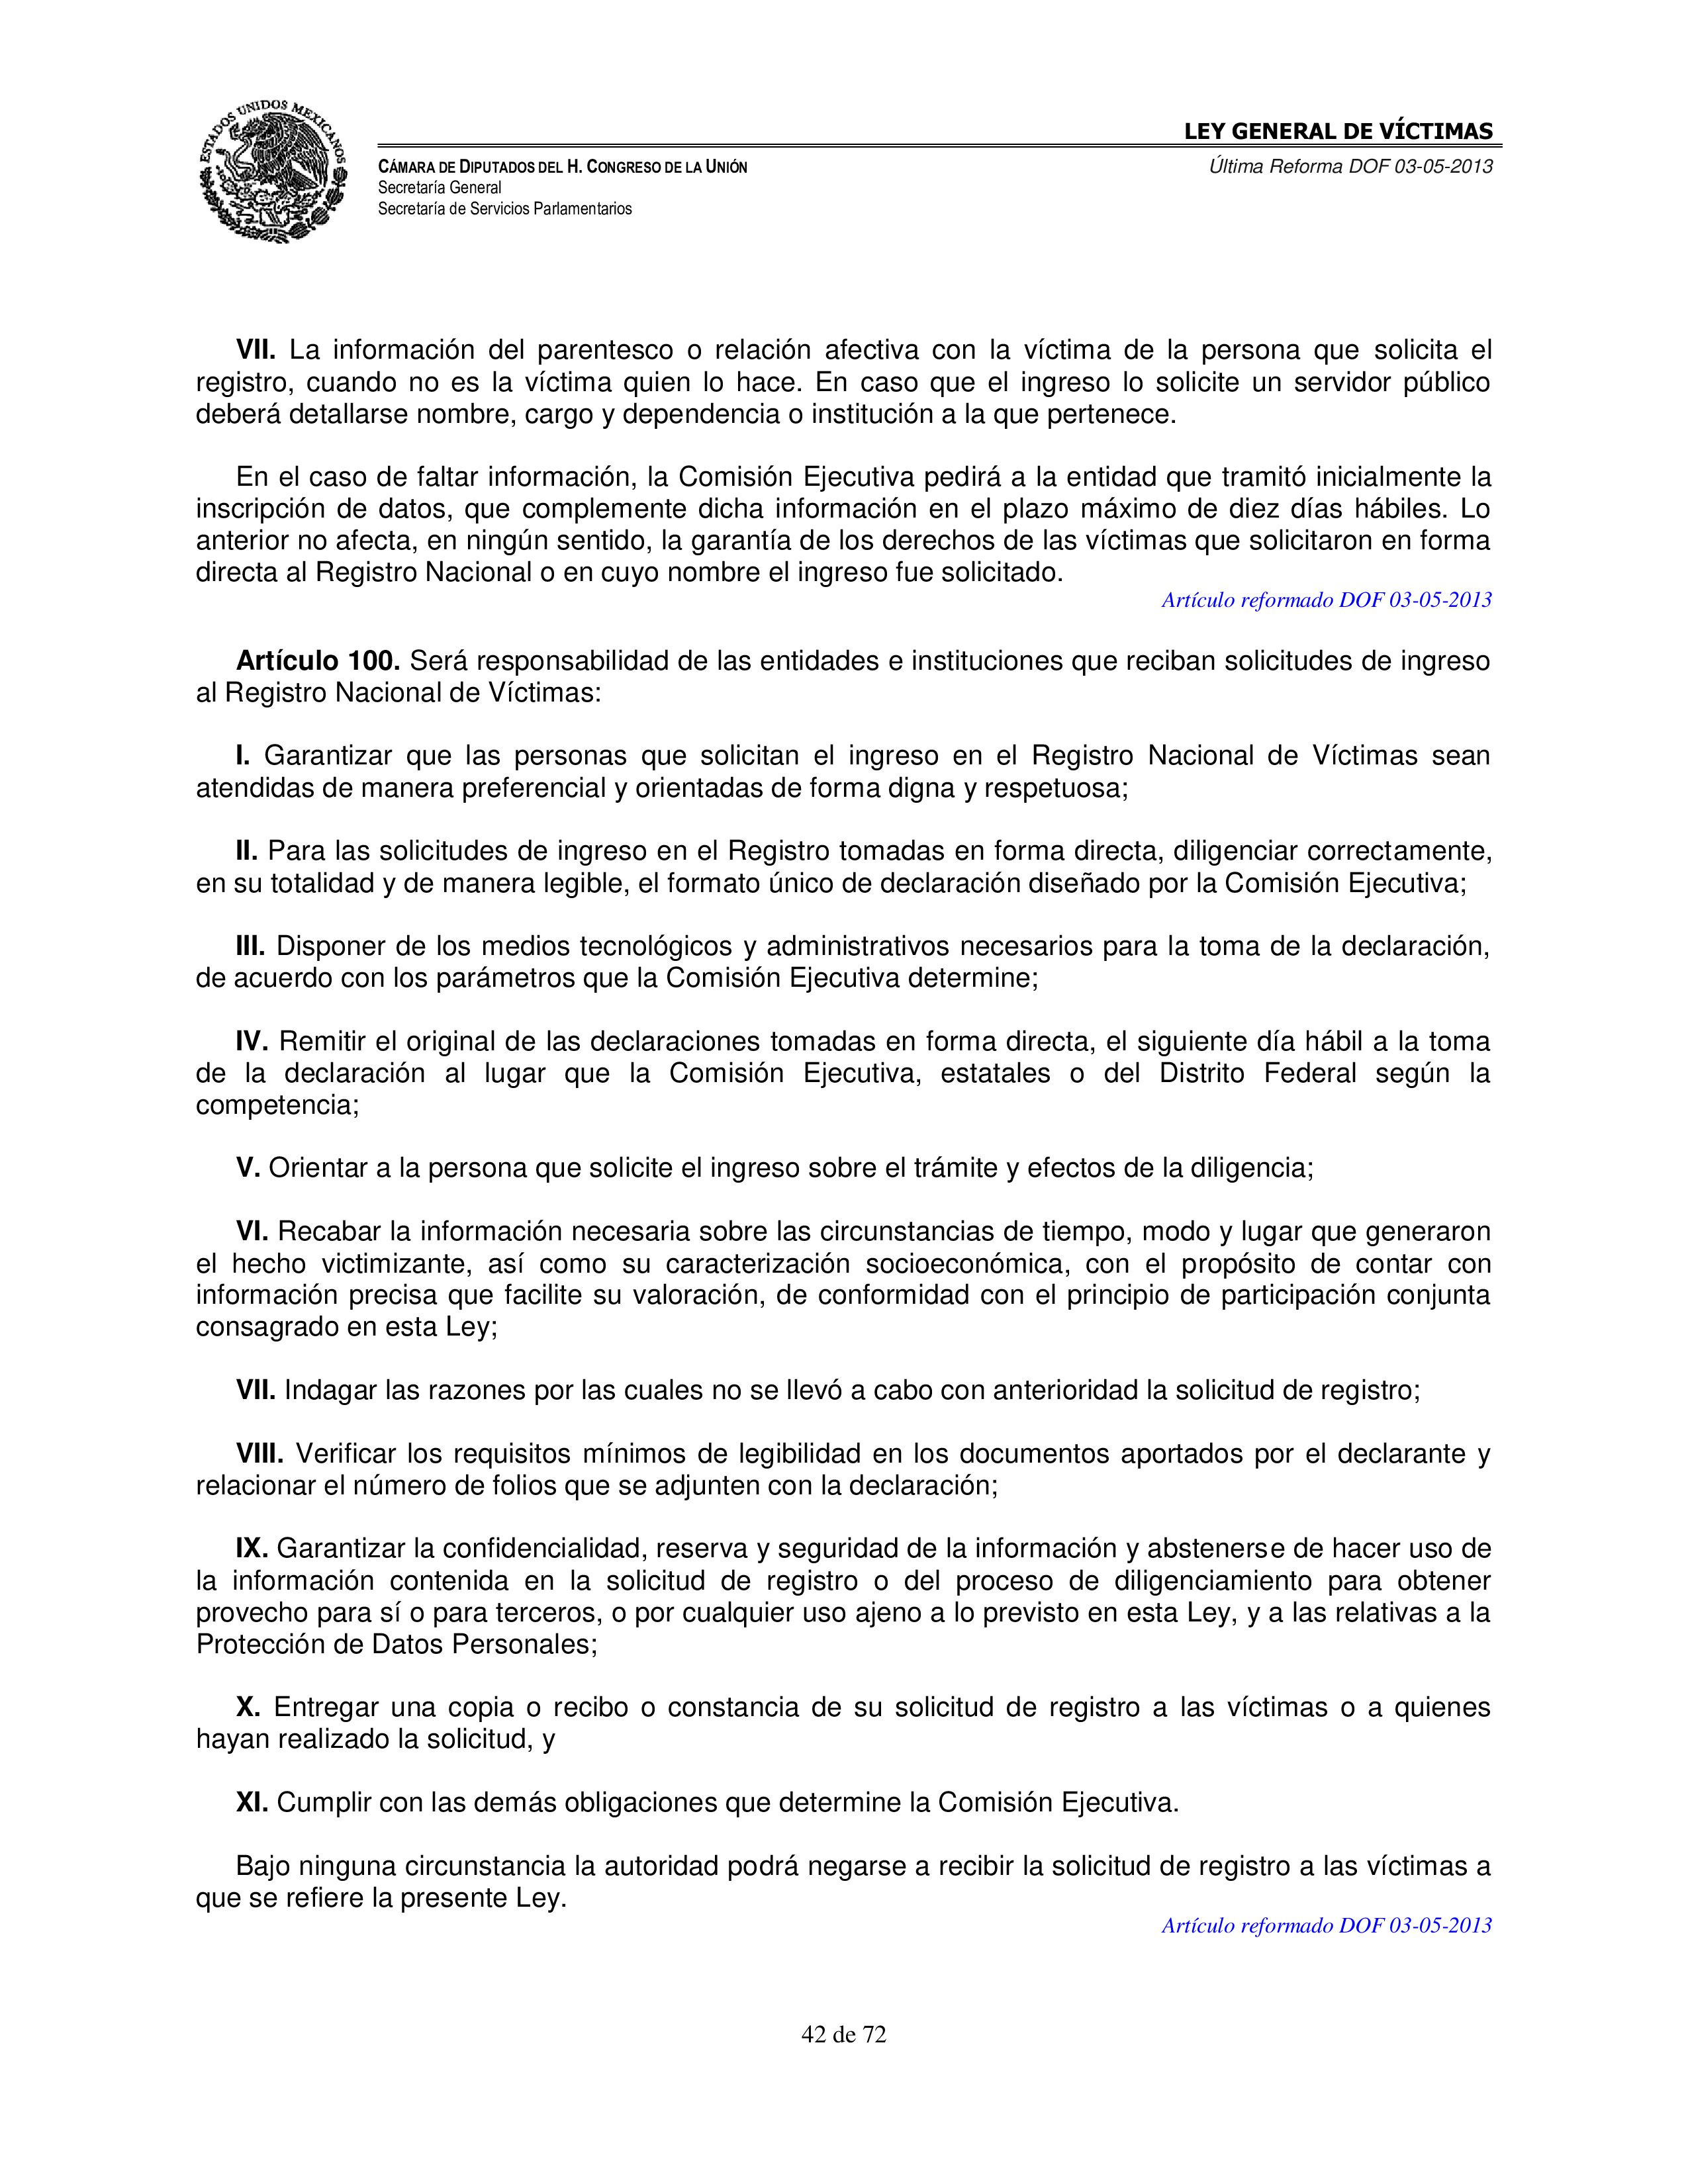 ESTADOS UNIDOS MEXICANOS
LEY GENERAL DE VÍCTIMAS
CÁMARA DE DIPUTADOS DEL H. CONGRESO DE LA UNIÓN
Última Reforma DOF 03-05-2013
Secretaría General
Secretaría de Servicios Parlamentarios
VII. La información del parentesco o relación afectiva con la víctima de la persona que solicita el
registro, cuando no es la víctima quien lo hace. En caso que el ingreso lo solicite un servidor público
deberá detallarse nombre, cargo y dependencia o institución a la que pertenece.
En el caso de faltar información, la Comisión Ejecutiva pedirá a la entidad que tramitó inicialmente la
inscripción de datos, que complemente dicha información en el plazo máximo de diez días hábiles. Lo
anterior no afecta, en ningún sentido, la garantía de los derechos de las víctimas que solicitaron en forma
directa al Registro Nacional o en cuyo nombre el ingreso fue solicitado.
Artículo reformado DOF 03-05-2013
Artículo 100. Será responsabilidad de las entidades e instituciones que reciban solicitudes de ingreso
al Registro Nacional de Víctimas:
I. Garantizar que las personas que solicitan el ingreso en el Registro Nacional de Víctimas sean
atendidas de manera preferencial y orientadas de forma digna y respetuosa;
II. Para las solicitudes de ingreso en el Registro tomadas en forma directa, diligenciar correctamente,
en su totalidad y de manera legible, el formato único de declaración diseñado por la Comisión Ejecutiva;
III. Disponer de los medios tecnológicos y administrativos necesarios para la toma de la declaración,
de acuerdo con los parámetros que la Comisión Ejecutiva determine;
IV. Remitir el original de las declaraciones tomadas en forma directa, el siguiente día hábil a la toma
de la declaración al lugar que la Comisión Ejecutiva, estatales o del Distrito Federal según la
competencia;
V. Orientar a la persona que solicite el ingreso sobre el trámite y efectos de la diligencia;
VI. Recabar la información necesaria sobre las circunstancias de tiempo, modo y lugar que generaron
el hecho victimizante, así como su caracterización socioeconómica, con el propósito de contar con
información precisa que facilite su valoración, de conformidad con el principio de participación conjunta
consagrado en esta Ley;
VII. Indagar las razones por las cuales no se llevó a cabo con anterioridad la solicitud de registro;
VIII. Verificar los requisitos mínimos de legibilidad en los documentos aportados por el declarante y
relacionar el número de folios que se adjunten con la declaración;
IX. Garantizar la confidencialidad, reserva y seguridad de la información y abstenerse de hacer uso de
la información contenida en la solicitud de registro o del proceso de diligenciamiento para obtener
provecho para sí o para terceros, o por cualquier uso ajeno a lo previsto en esta Ley, y a las relativas a la
Protección de Datos Personales;
X. Entregar una copia o recibo o constancia de su solicitud de registro a las víctimas o a quienes
hayan realizado la solicitud, y
XI. Cumplir con las demás obligaciones que determine la Comisión Ejecutiva.
Bajo ninguna circunstancia la autoridad podrá negarse a recibir la solicitud de registro a las víctimas a
que se refiere la presente Ley.
Artículo reformado DOF 03-05-2013
42 de 72